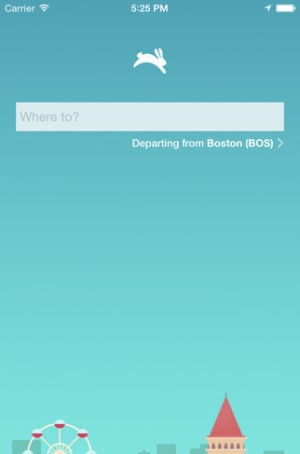 Carrier 5:25 PM
Where to?
Departing from Boston (BOS)